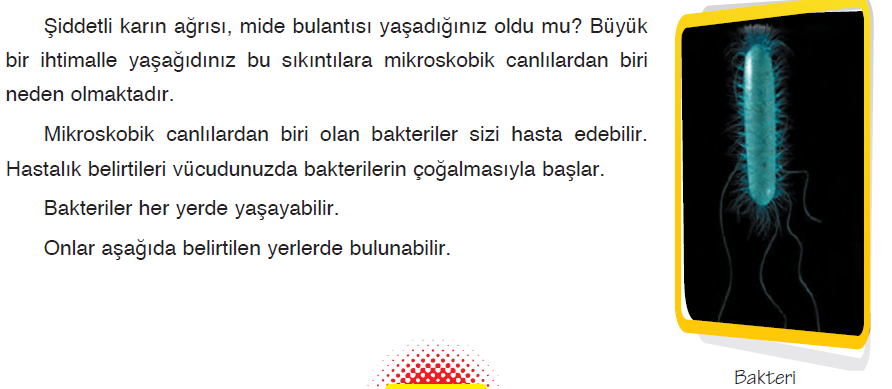 Şiddetli karın ağrısı, mide bulantısı yaşadığınız oldu mu? Büyük
bir ihtimalle yaşağıdınız bu sıkıntılara mikroskobik canlılardan biri
neden olmaktadır.
Mikroskobik canlılardan biri olan bakteriler sizi hasta edebilir.
Hastalık belirtileri vücudunuzda bakterilerin çoğalmasıyla başlar.
Bakteriler her yerde yaşayabilir.
Onlar aşağıda belirtilen yerlerde bulunabilir.
Bakteri